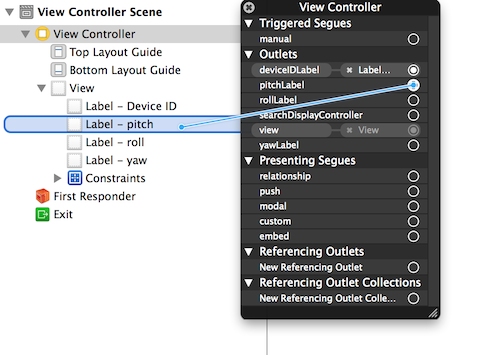 View Controller Scene
View Controller
Top Layout Guide
Bottom Layout Guide
View
Label – Device ID
Label – pitch
Label – roll
Label – yaw
Constraints
First Responder
Exit
View Controller
Triggered Segues
manual
Outlets
deviceIDLabel Label...
pitchLabel
rollLabel
searchDisplayController
view View
yawLabel
Presenting Segues
relationship
push
modal
custom
embed
Referencing Outlets
New Referencing Outlet
Referencing Outlet Collections
New Referencing Outlet Colle...